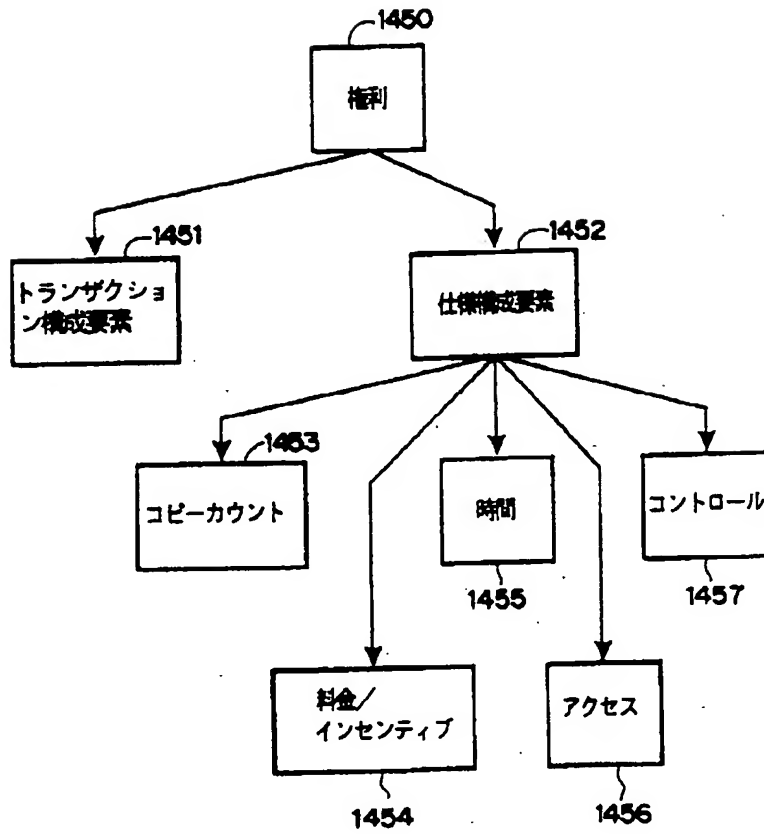 1450
権利
1451
トランザクショ
ン構成要素
1452
仕様構成要素
1453
コピーカウント
時間
1455
コントロール
1457
料金/
インセンティブ
1454
アクセス
1456